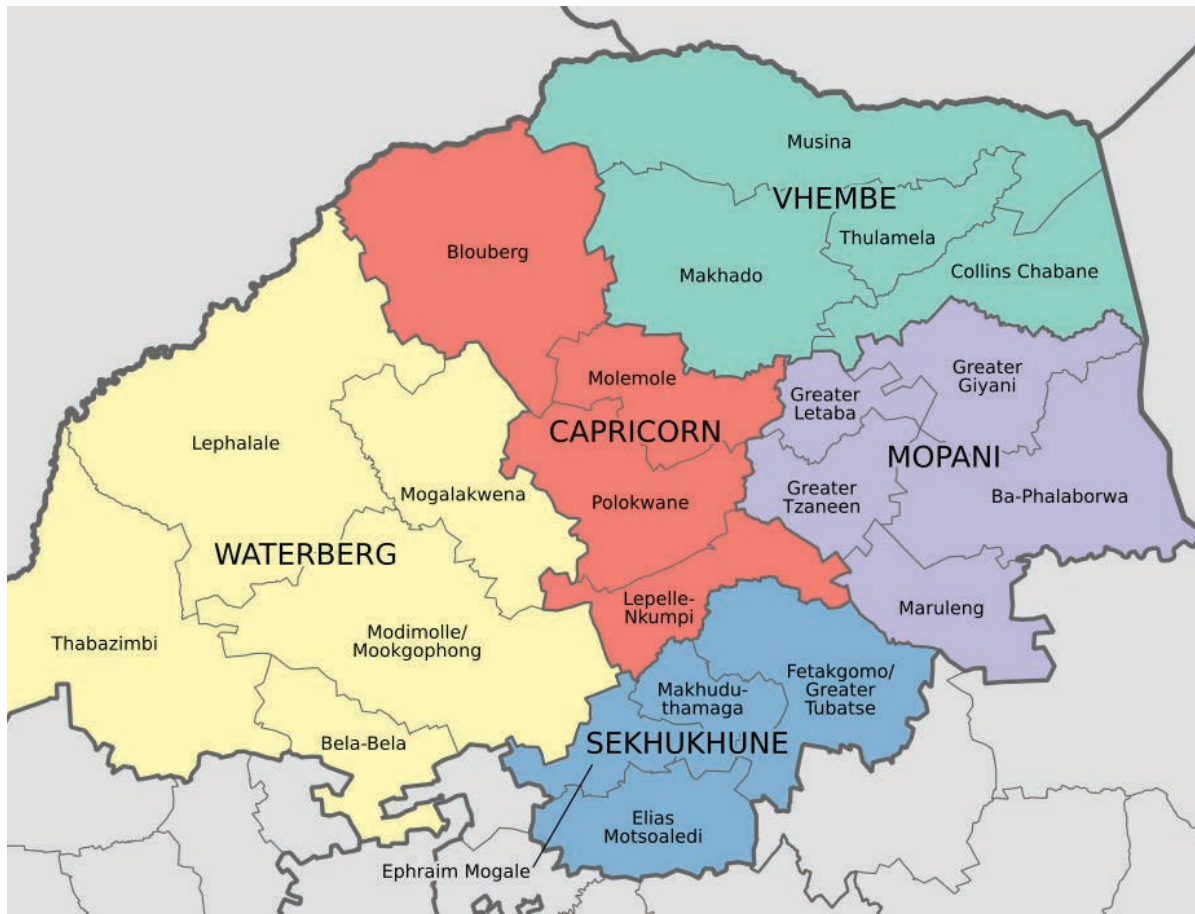 Musina
VHEMBE
Thulamela
Blouberg
Makhado
Collins Chabane
Molemole
Greater
Letaba
Greater
Giyani
Lephalale
CAPRICORN
MOPANI
Mogalakwena
Polokwane
Greater
Tzaneen
Ba-Phalaborwa
WATERBERG
Lepelle-
Nkumpi
Maruleng
Thabazimbi
Modimolle/
Mookgophong
Makhudu-
thamaga
Fetakgomo/
Greater
Tubatse
Bela-Bela
SEKHUKHUNE
Elias
Motsoaledi
Ephraim Mogale